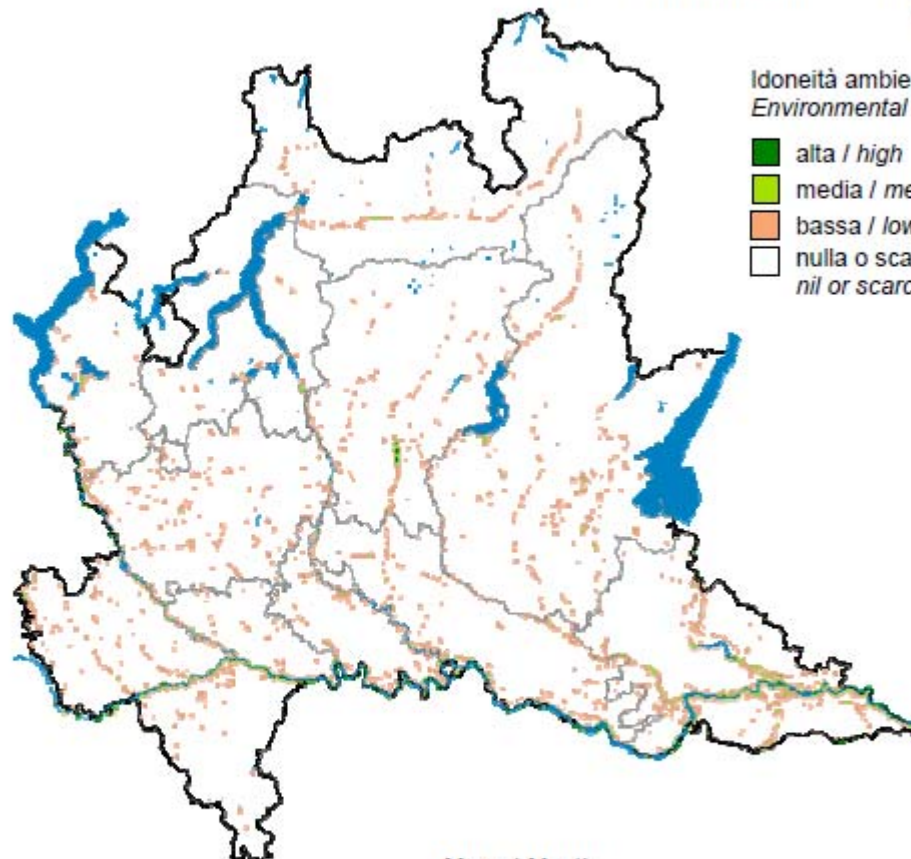 Idoneità ambie
Environmental
alta / high
media / me
bassa / low
nulla o sca
nil or scarc